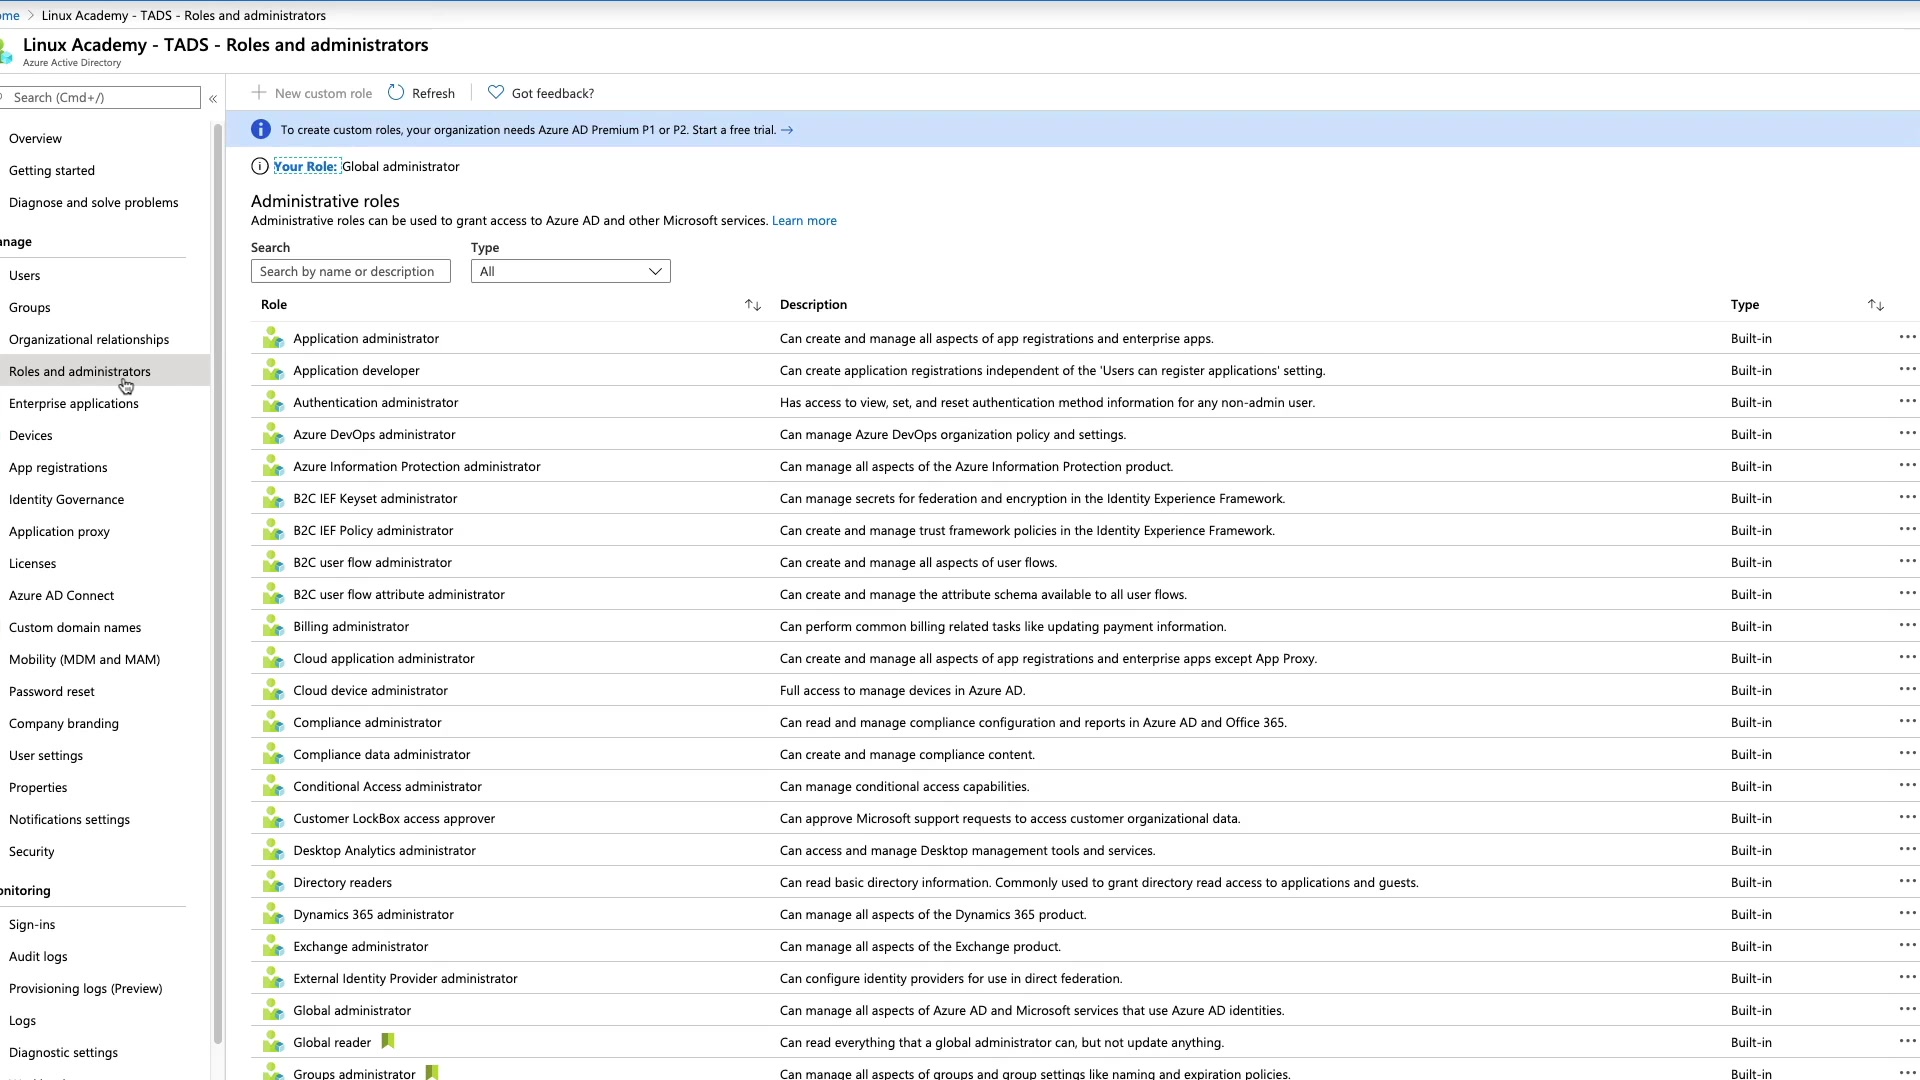 ome > Linux Academy - TADS - Roles and administrators
Linux Academy - TADS - Roles and administrators
Azure Active Directory
Search (Cmd+/)
«
Overview
Getting started
Diagnose and solve problems
anage
Users
Groups
Organizational relationships
Roles and administrators
Enterprise applications
Devices
App registrations
Identity Governance
Application proxy
Licenses
Azure AD Connect
Custom domain names
Mobility (MDM and MAM)
Password reset
Company branding
User settings
Properties
Notifications settings
Security
onitoring
Sign-ins
Audit logs
Provisioning logs (Preview)
Logs
Diagnostic settings
New custom role Refresh Got feedback?
To create custom roles, your organization needs Azure AD Premium P1 or P2. Start a free trial. →
Your Role: Global administrator
Administrative roles
Administrative roles can be used to grant access to Azure AD and other Microsoft services. Learn more
Search Type
Search by name or description All
Role Description Type
Application administrator Can create and manage all aspects of app registrations and enterprise apps. Built-in
Application developer Can create application registrations independent of the 'Users can register applications' setting. Built-in
Authentication administrator Has access to view, set, and reset authentication method information for any non-admin user. Built-in
Azure DevOps administrator Can manage Azure DevOps organization policy and settings. Built-in
Azure Information Protection administrator Can manage all aspects of the Azure Information Protection product. Built-in
B2C IEF Keyset administrator Can manage secrets for federation and encryption in the Identity Experience Framework. Built-in
B2C IEF Policy administrator Can create and manage trust framework policies in the Identity Experience Framework. Built-in
B2C user flow administrator Can create and manage all aspects of user flows. Built-in
B2C user flow attribute administrator Can create and manage the attribute schema available to all user flows. Built-in
Billing administrator Can perform common billing related tasks like updating payment information. Built-in
Cloud application administrator Can create and manage all aspects of app registrations and enterprise apps except App Proxy. Built-in
Cloud device administrator Full access to manage devices in Azure AD. Built-in
Compliance administrator Can read and manage compliance configuration and reports in Azure AD and Office 365. Built-in
Compliance data administrator Can create and manage compliance content. Built-in
Conditional Access administrator Can manage conditional access capabilities. Built-in
Customer LockBox access approver Can approve Microsoft support requests to access customer organizational data. Built-in
Desktop Analytics administrator Can access and manage Desktop management tools and services. Built-in
Directory readers Can read basic directory information. Commonly used to grant directory read access to applications and guests. Built-in
Dynamics 365 administrator Can manage all aspects of the Dynamics 365 product. Built-in
Exchange administrator Can manage all aspects of the Exchange product. Built-in
External Identity Provider administrator Can configure identity providers for use in direct federation. Built-in
Global administrator Can manage all aspects of Azure AD and Microsoft services that use Azure AD identities. Built-in
Global reader Can read everything that a global administrator can, but not update anything. Built-in
Groups administrator Can manage all aspects of groups and group settings like naming and expiration policies. Built-in